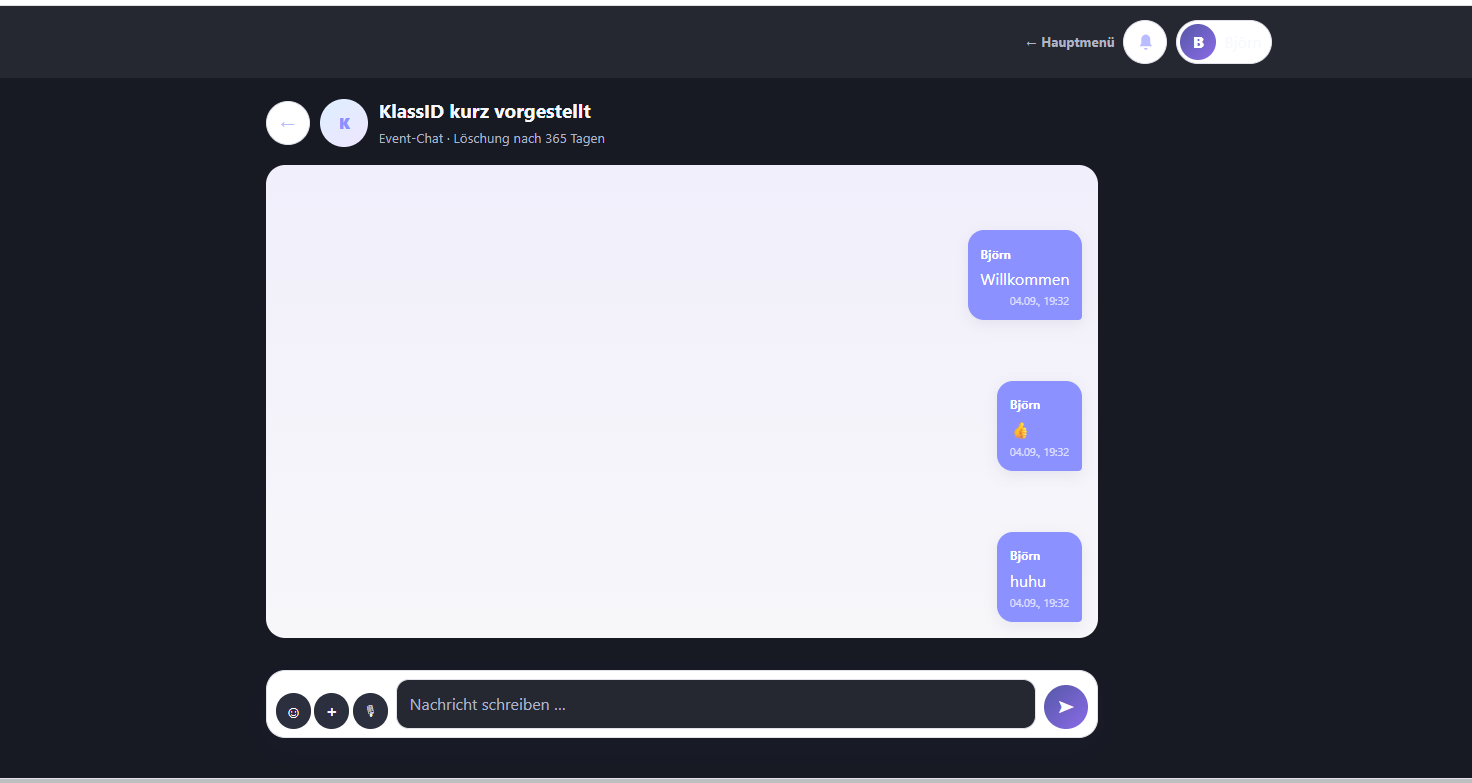 ← Hauptmenü
B
←
K
KlassID kurz vorgestellt
Event-Chat · Löschung nach 365 Tagen
Björn
Willkommen
04.09., 19:32
Björn
👍
04.09., 19:32
Björn
huhu
04.09., 19:32
☺
+
Nachricht schreiben ...